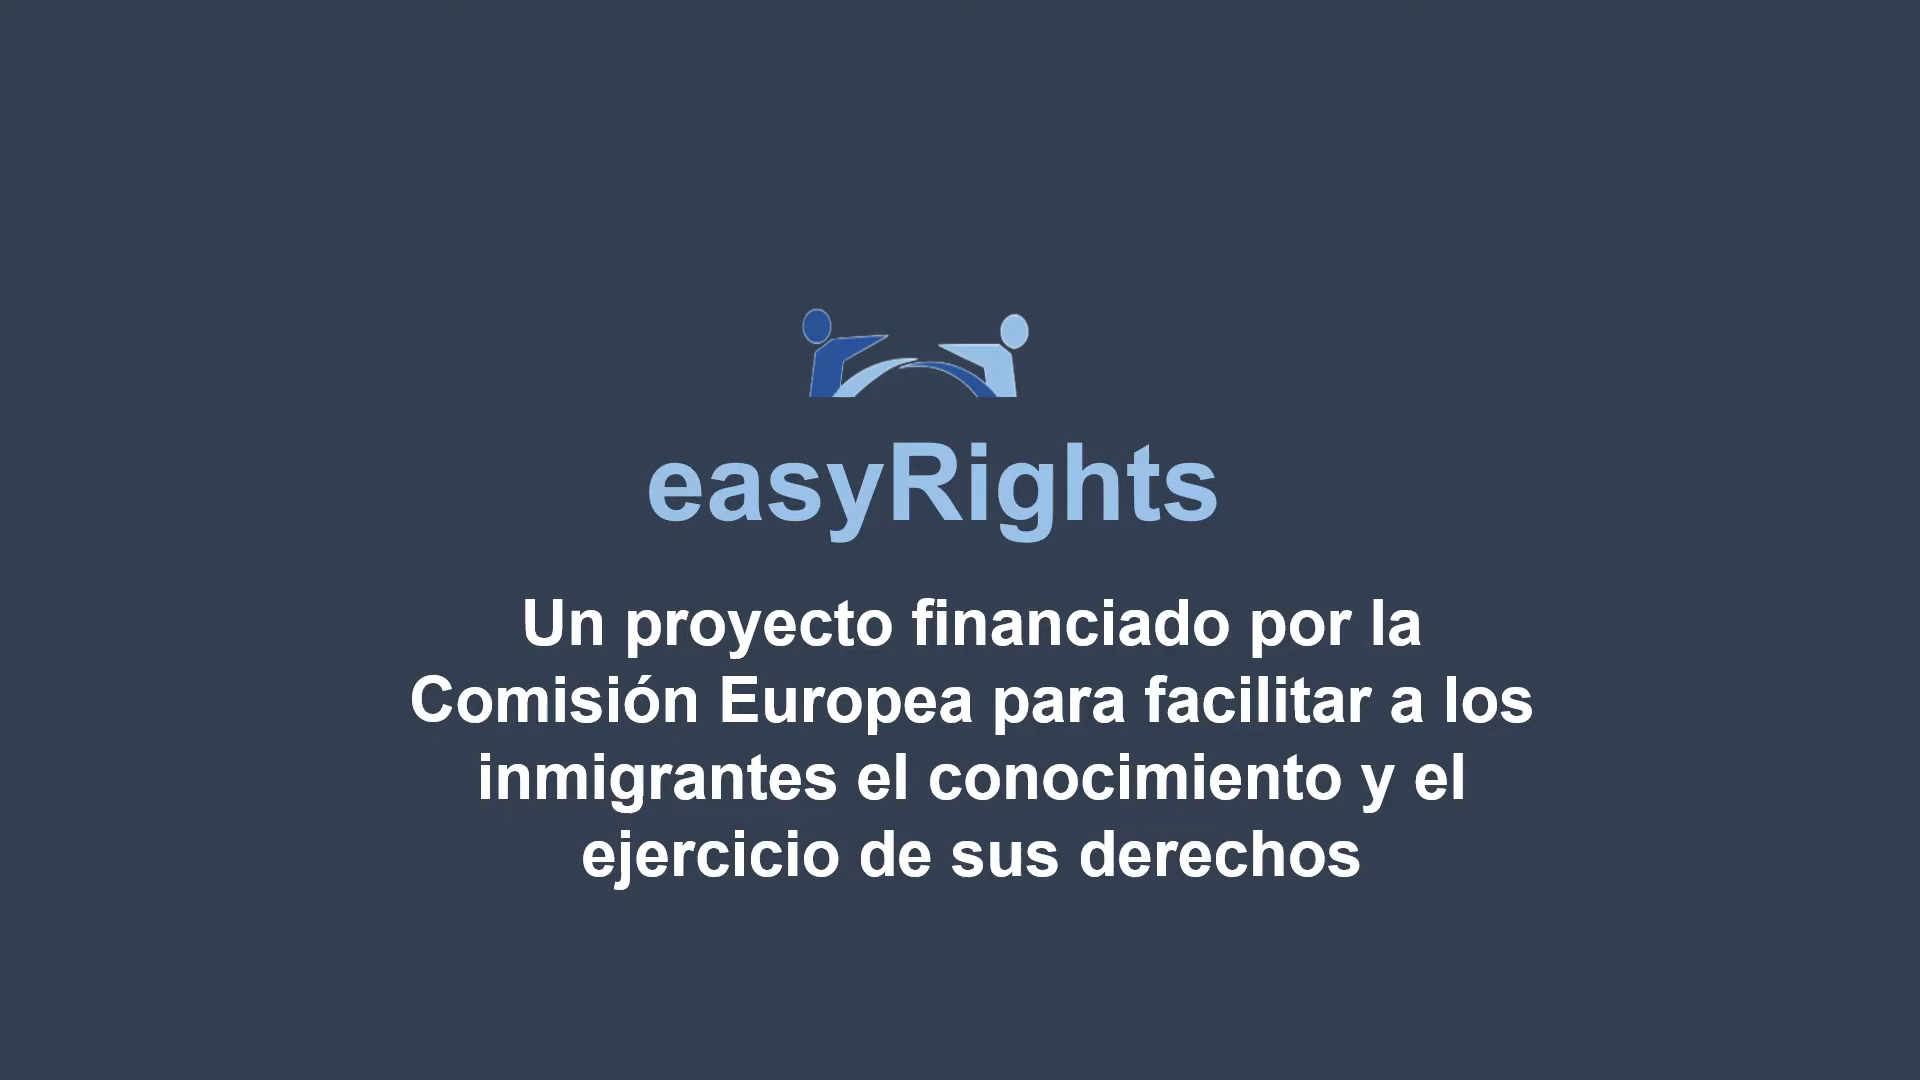 easyRights
Un proyecto financiado por la
Comisión Europea para facilitar a los
inmigrantes el conocimiento y el
ejercicio de sus derechos